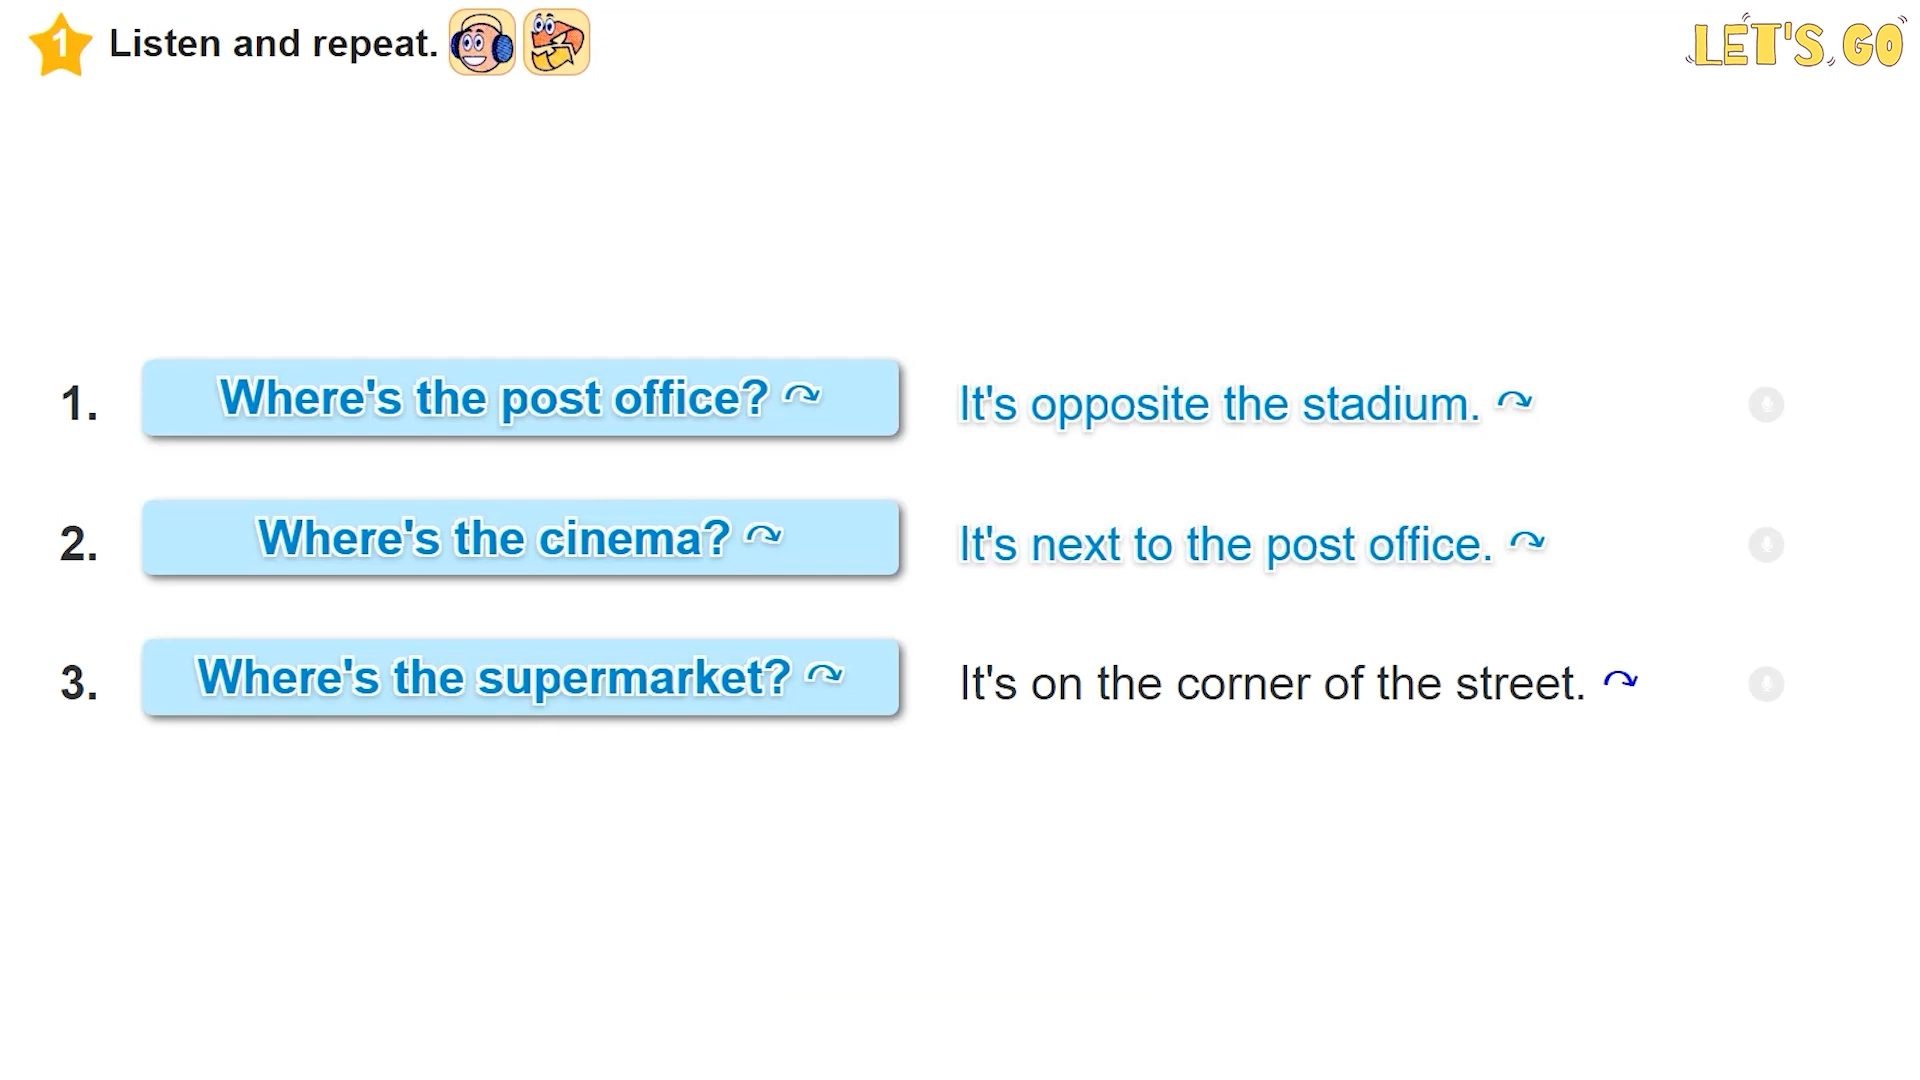 1 Listen and repeat.
LET'S GO
1. Where's the post office? It's opposite the stadium.
2. Where's the cinema? It's next to the post office.
3. Where's the supermarket? It's on the corner of the street.